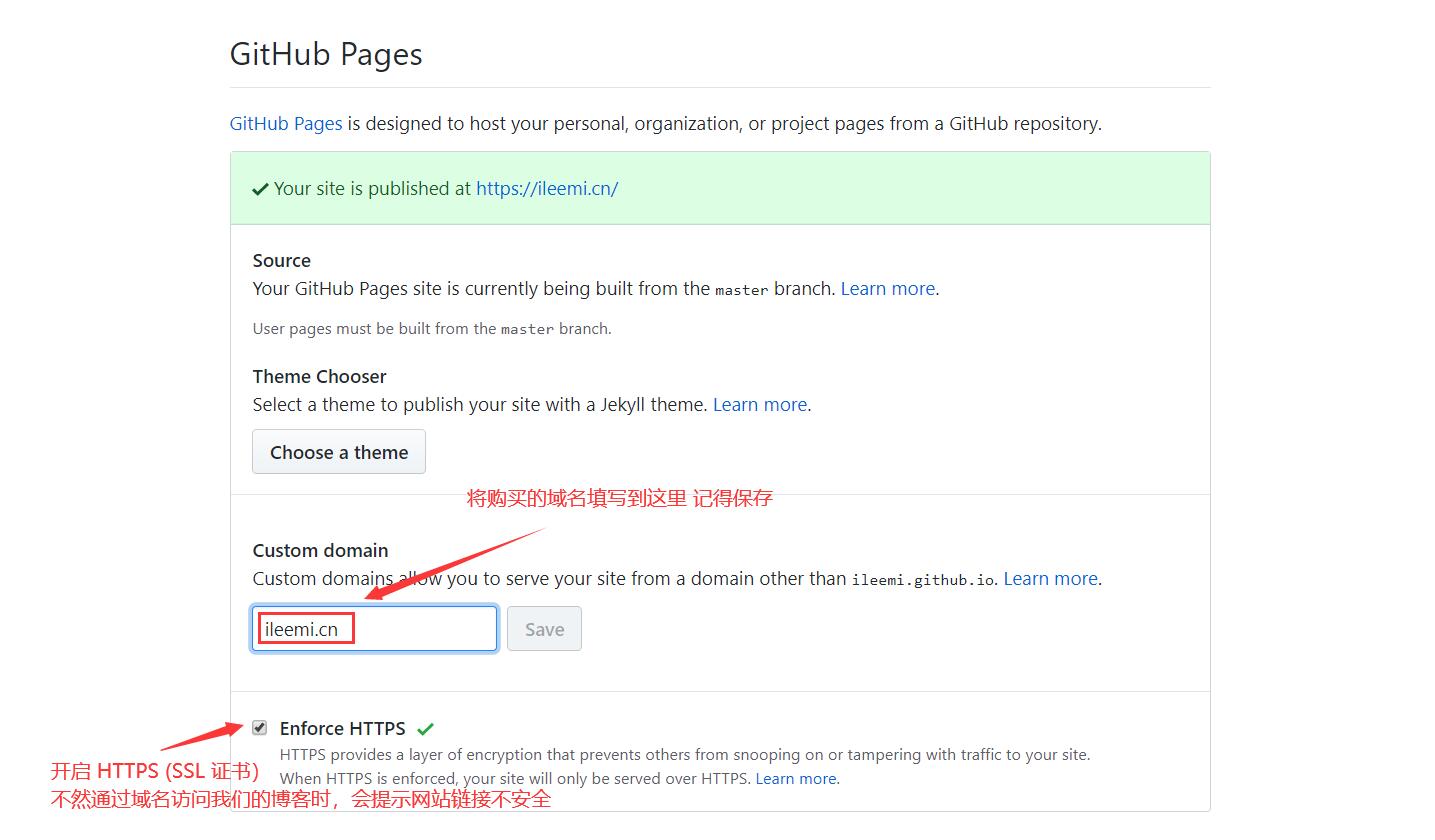 GitHub Pages
GitHub Pages is designed to host your personal, organization, or project pages from a GitHub repository.
Your site is published at https://ileemi.cn/
Source
Your GitHub Pages site is currently being built from the master branch. Learn more.
User pages must be built from the master branch.
Theme Chooser
Select a theme to publish your site with a Jekyll theme. Learn more.
Choose a theme
将购买的域名填写到这里 记得保存
Custom domain
Custom domains allow you to serve your site from a domain other than ileemi.github.io. Learn more.
ileemi.cn
Save
Enforce HTTPS
HTTPS provides a layer of encryption that prevents others from snooping on or tampering with traffic to your site.
When HTTPS is enforced, your site will only be served over HTTPS. Learn more.
开启 HTTPS (SSL 证书)
不然通过域名访问我们的博客时，会提示网站链接不安全